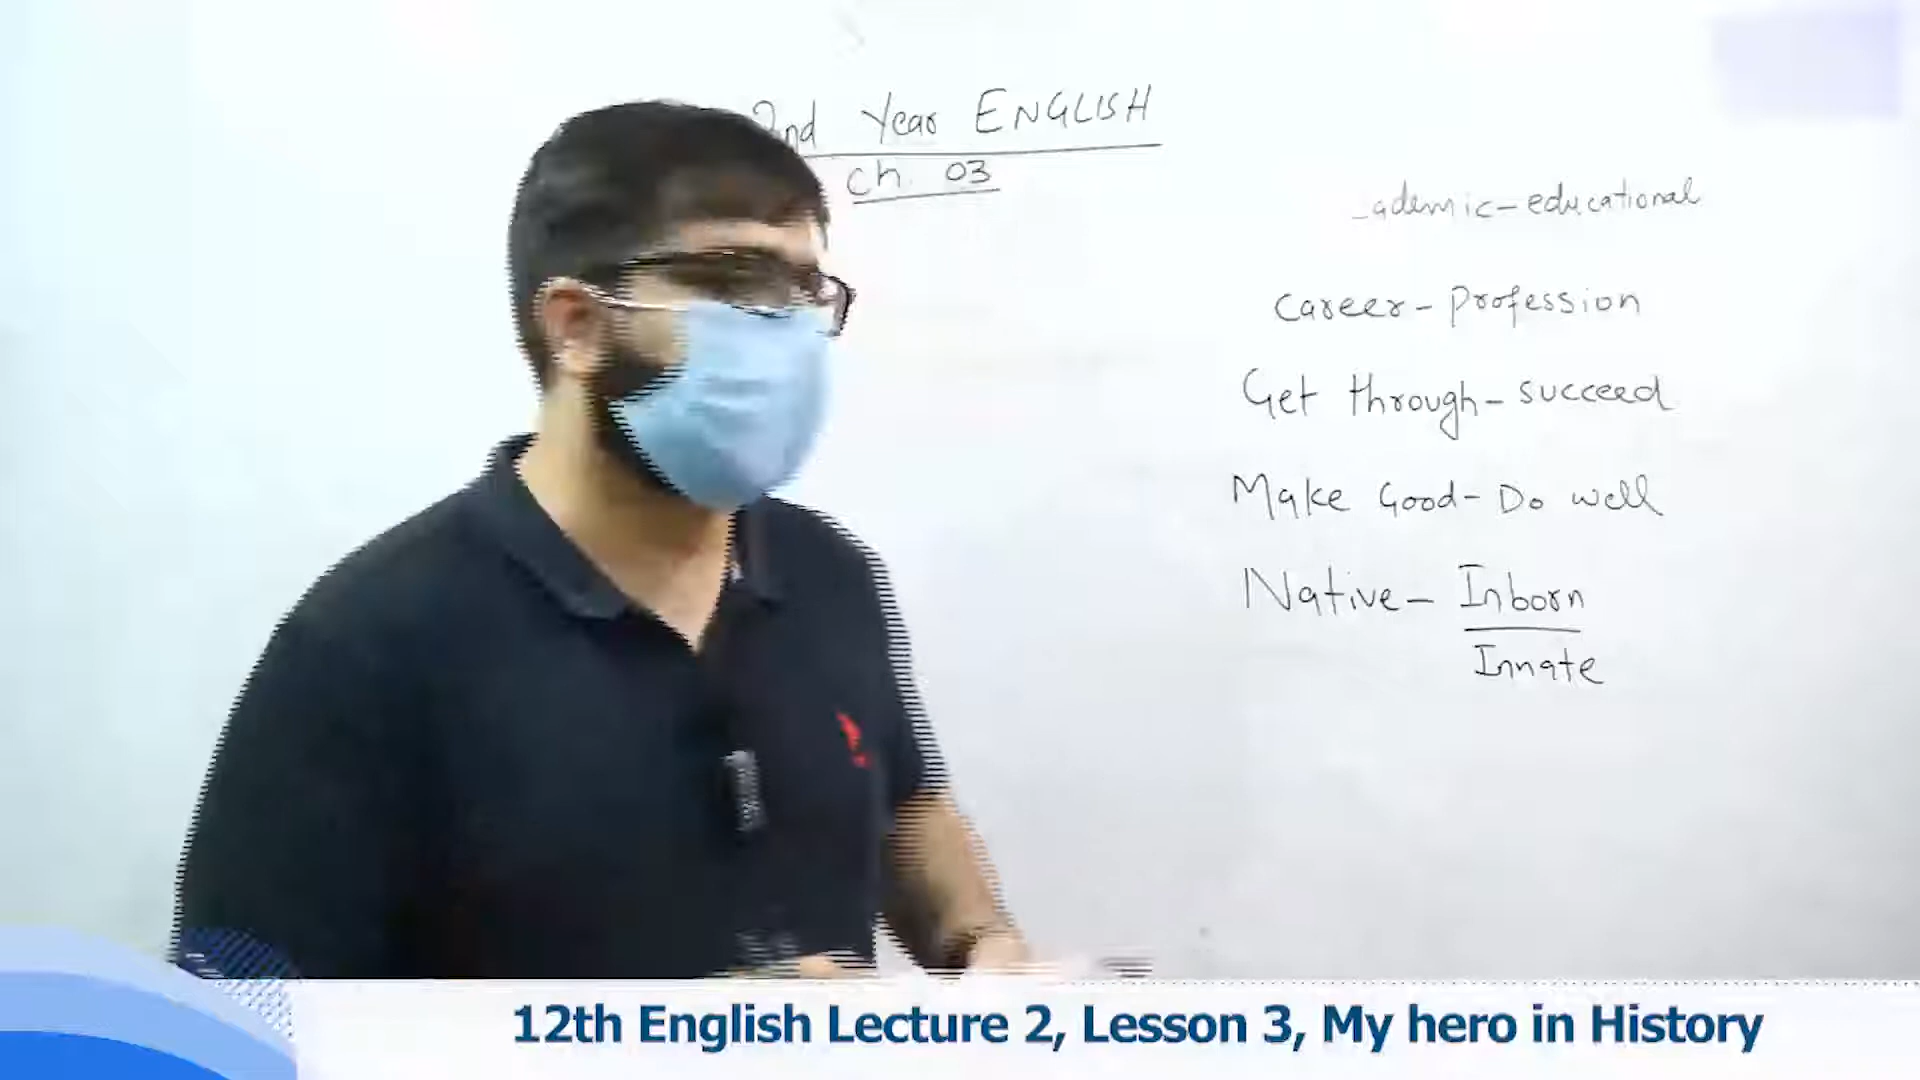 2nd Year ENGLISH
Ch. 03
ademic-educational
Career-Profession
Get through-succeed
Make Good-Do well
Native-Inborn
Innate
12th English Lecture 2, Lesson 3, My hero in History